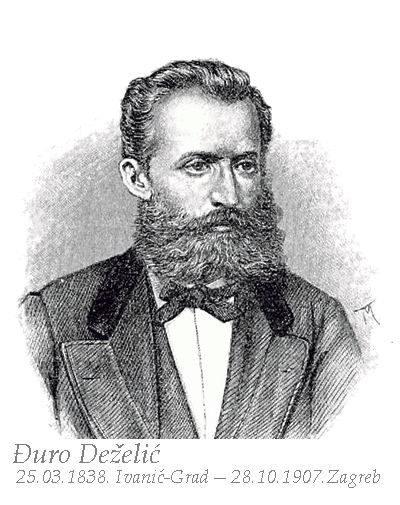 Đuro Deželić
25.03.1838. Ivanić-Grad – 28.10.1907. Zagreb